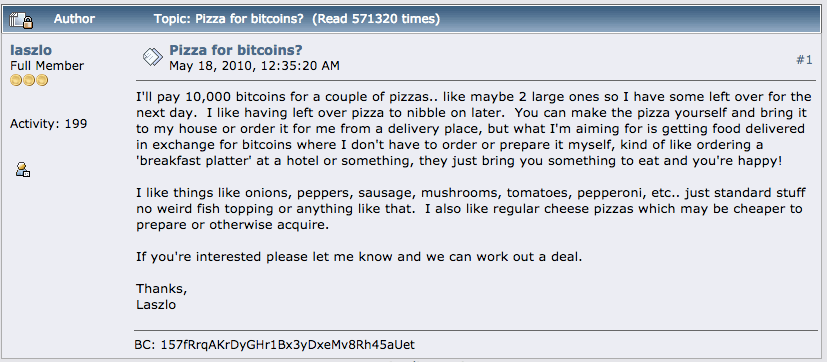 Author Topic: Pizza for bitcoins? (Read 571320 times)
laszlo
Full Member
Activity: 199
Pizza for bitcoins?
May 18, 2010, 12:35:20 AM
#1
I'll pay 10,000 bitcoins for a couple of pizzas.. like maybe 2 large ones so I have some left over for the
next day. I like having left over pizza to nibble on later. You can make the pizza yourself and bring it
to my house or order it for me from a delivery place, but what I'm aiming for is getting food delivered
in exchange for bitcoins where I don't have to order or prepare it myself, kind of like ordering a
'breakfast platter' at a hotel or something, they just bring you something to eat and you're happy!
I like things like onions, peppers, sausage, mushrooms, tomatoes, pepperoni, etc.. just standard stuff
no weird fish topping or anything like that. I also like regular cheese pizzas which may be cheaper to
prepare or otherwise acquire.
If you're interested please let me know and we can work out a deal.
Thanks,
Laszlo
BC: 157fRrqAKrDyGHr1Bx3yDxeMv8Rh45aUet